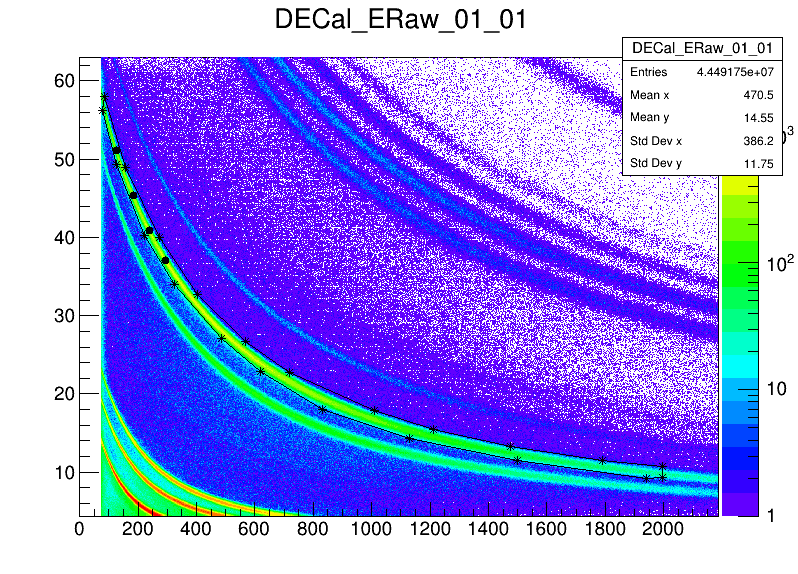 DECal_ERaw_01_01
DECal_ERaw_01_01
Entries 4.449175e+07
Mean x 470.5
Mean y 14.55
Std Dev x 386.2
Std Dev y 11.75
60
50
40
30
20
10
0 200 400 600 800 1000 1200 1400 1600 1800 2000
10²
10
1